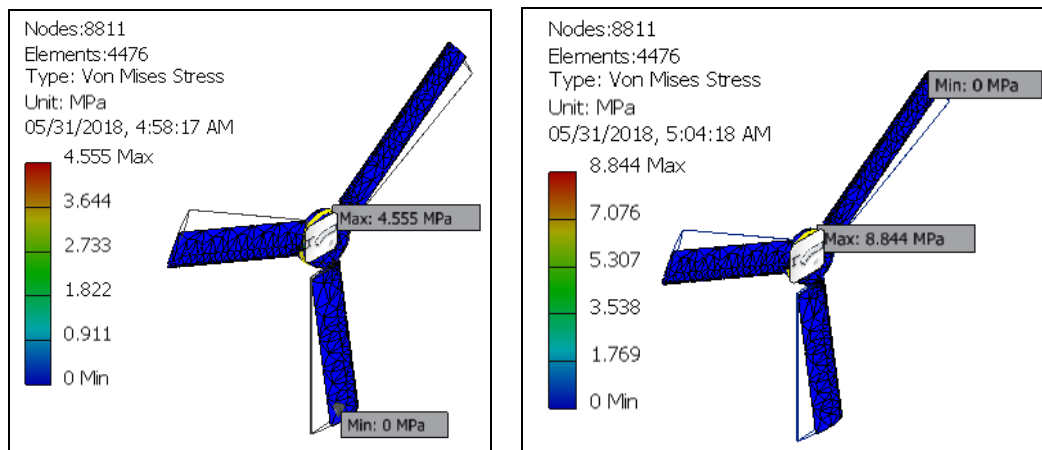 Nodes:8811
Elements:4476
Type: Von Mises Stress
Unit: MPa
05/31/2018, 4:58:17 AM
4.555 Max
3.644
2.733
1.822
0.911
0 Min
Max: 4.555 MPa
Min: 0 MPa
Nodes:8811
Elements:4476
Type: Von Mises Stress
Unit: MPa
05/31/2018, 5:04:18 AM
8.844 Max
7.076
5.307
3.538
1.769
0 Min
Min: 0 MPa
Max: 8.844 MPa